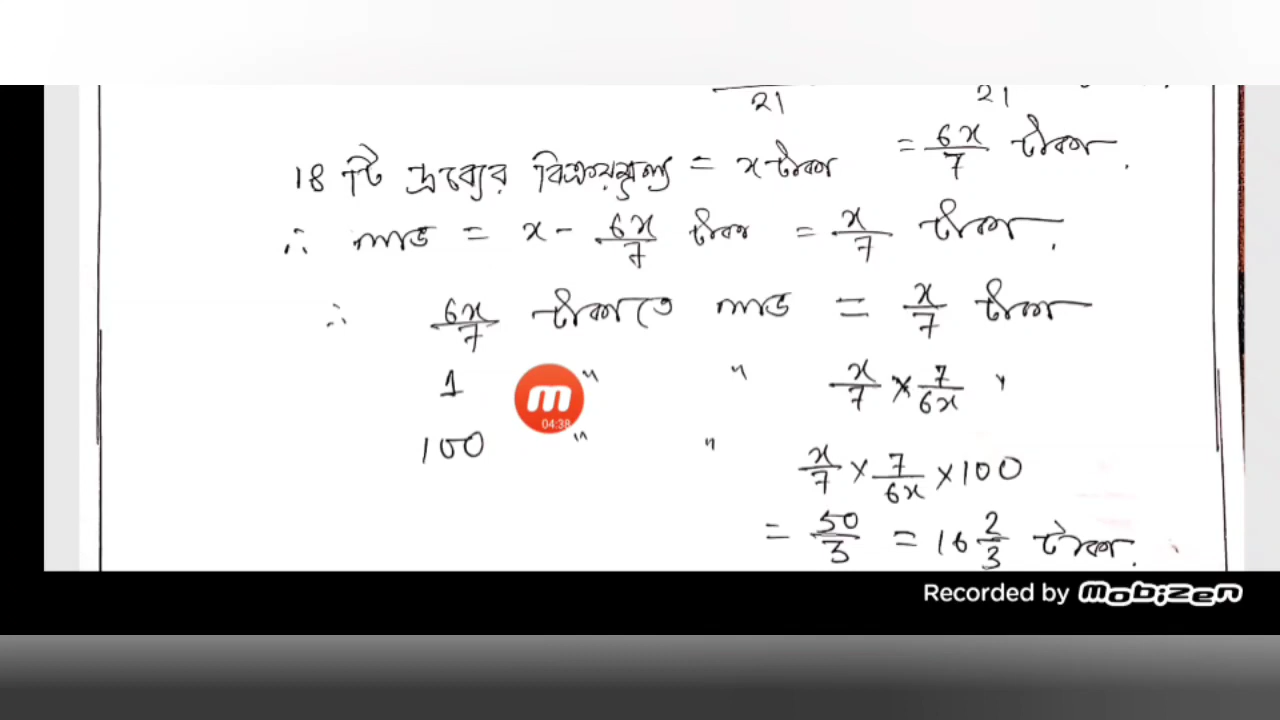 21 21
= 6x/7 টাকা.
18 টি দ্রব্যের বিক্রয়মূল্য = x টাকা
∴ লাভ = x - 6x/7 টাকা = x/7 টাকা.
∴ 6x/7 টাকাতে লাভ = x/7 টাকা
1 " " x/7 × 7/6x "
100 " "
x/7 × 7/6x × 100
= 50/3 = 16 2/3 টাকা.
m
04:38
Recorded by Mobizen